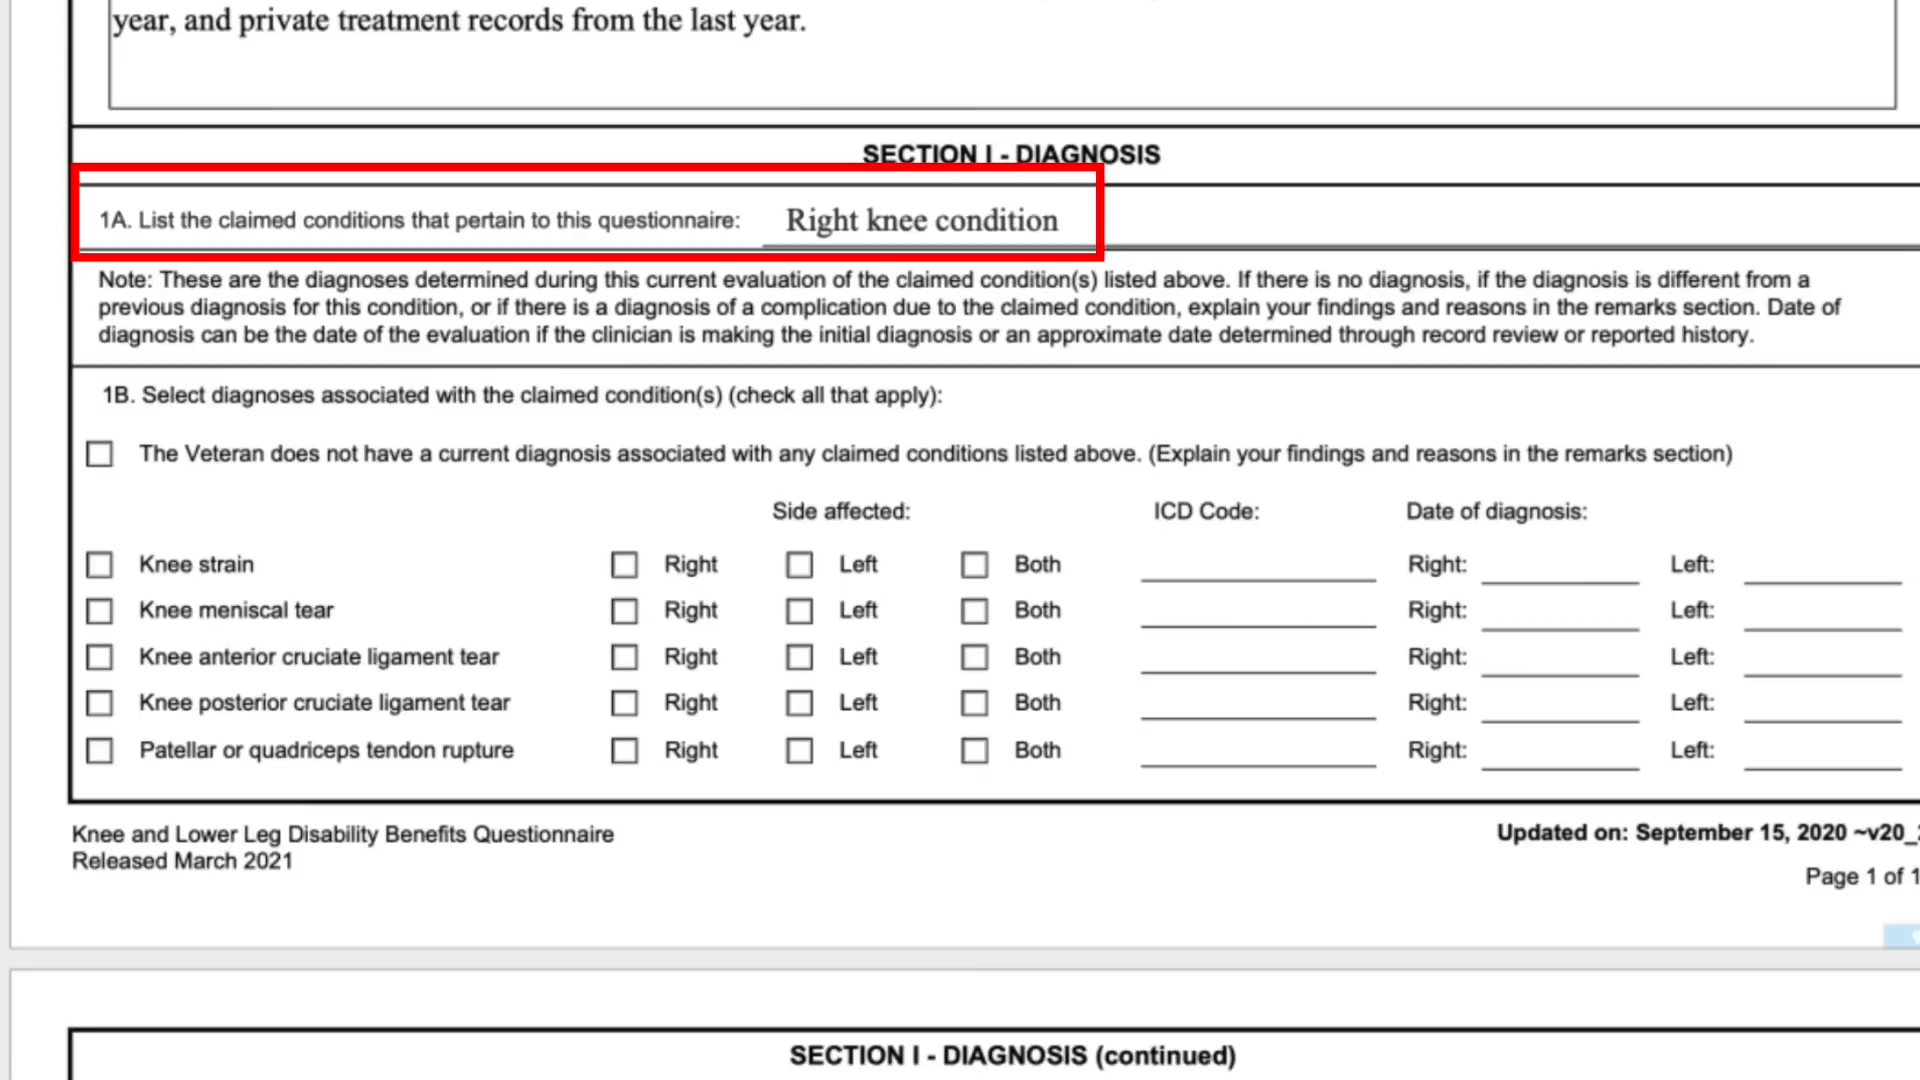 year, and private treatment records from the last year.
SECTION I - DIAGNOSIS
1A. List the claimed conditions that pertain to this questionnaire: Right knee condition
Note: These are the diagnoses determined during this current evaluation of the claimed condition(s) listed above. If there is no diagnosis, if the diagnosis is different from a
previous diagnosis for this condition, or if there is a diagnosis of a complication due to the claimed condition, explain your findings and reasons in the remarks section. Date of
diagnosis can be the date of the evaluation if the clinician is making the initial diagnosis or an approximate date determined through record review or reported history.
1B. Select diagnoses associated with the claimed condition(s) (check all that apply):
The Veteran does not have a current diagnosis associated with any claimed conditions listed above. (Explain your findings and reasons in the remarks section)
Side affected: ICD Code: Date of diagnosis:
Knee strain Right Left Both Right: Left:
Knee meniscal tear Right Left Both Right: Left:
Knee anterior cruciate ligament tear Right Left Both Right: Left:
Knee posterior cruciate ligament tear Right Left Both Right: Left:
Patellar or quadriceps tendon rupture Right Left Both Right: Left:
Knee and Lower Leg Disability Benefits Questionnaire
Released March 2021
Updated on: September 15, 2020 ~v20_
Page 1 of 1
SECTION I - DIAGNOSIS (continued)